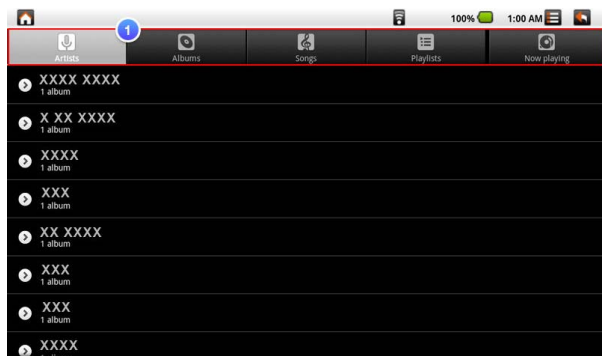 100% 1:00 AM
1
Artists Albums Songs Playlists Now playing
XXXX XXXX
1 album
X XX XXXX
1 album
XXXX
1 album
XXX
1 album
XX XXXX
1 album
XXX
1 album
XXX
1 album
XXXX